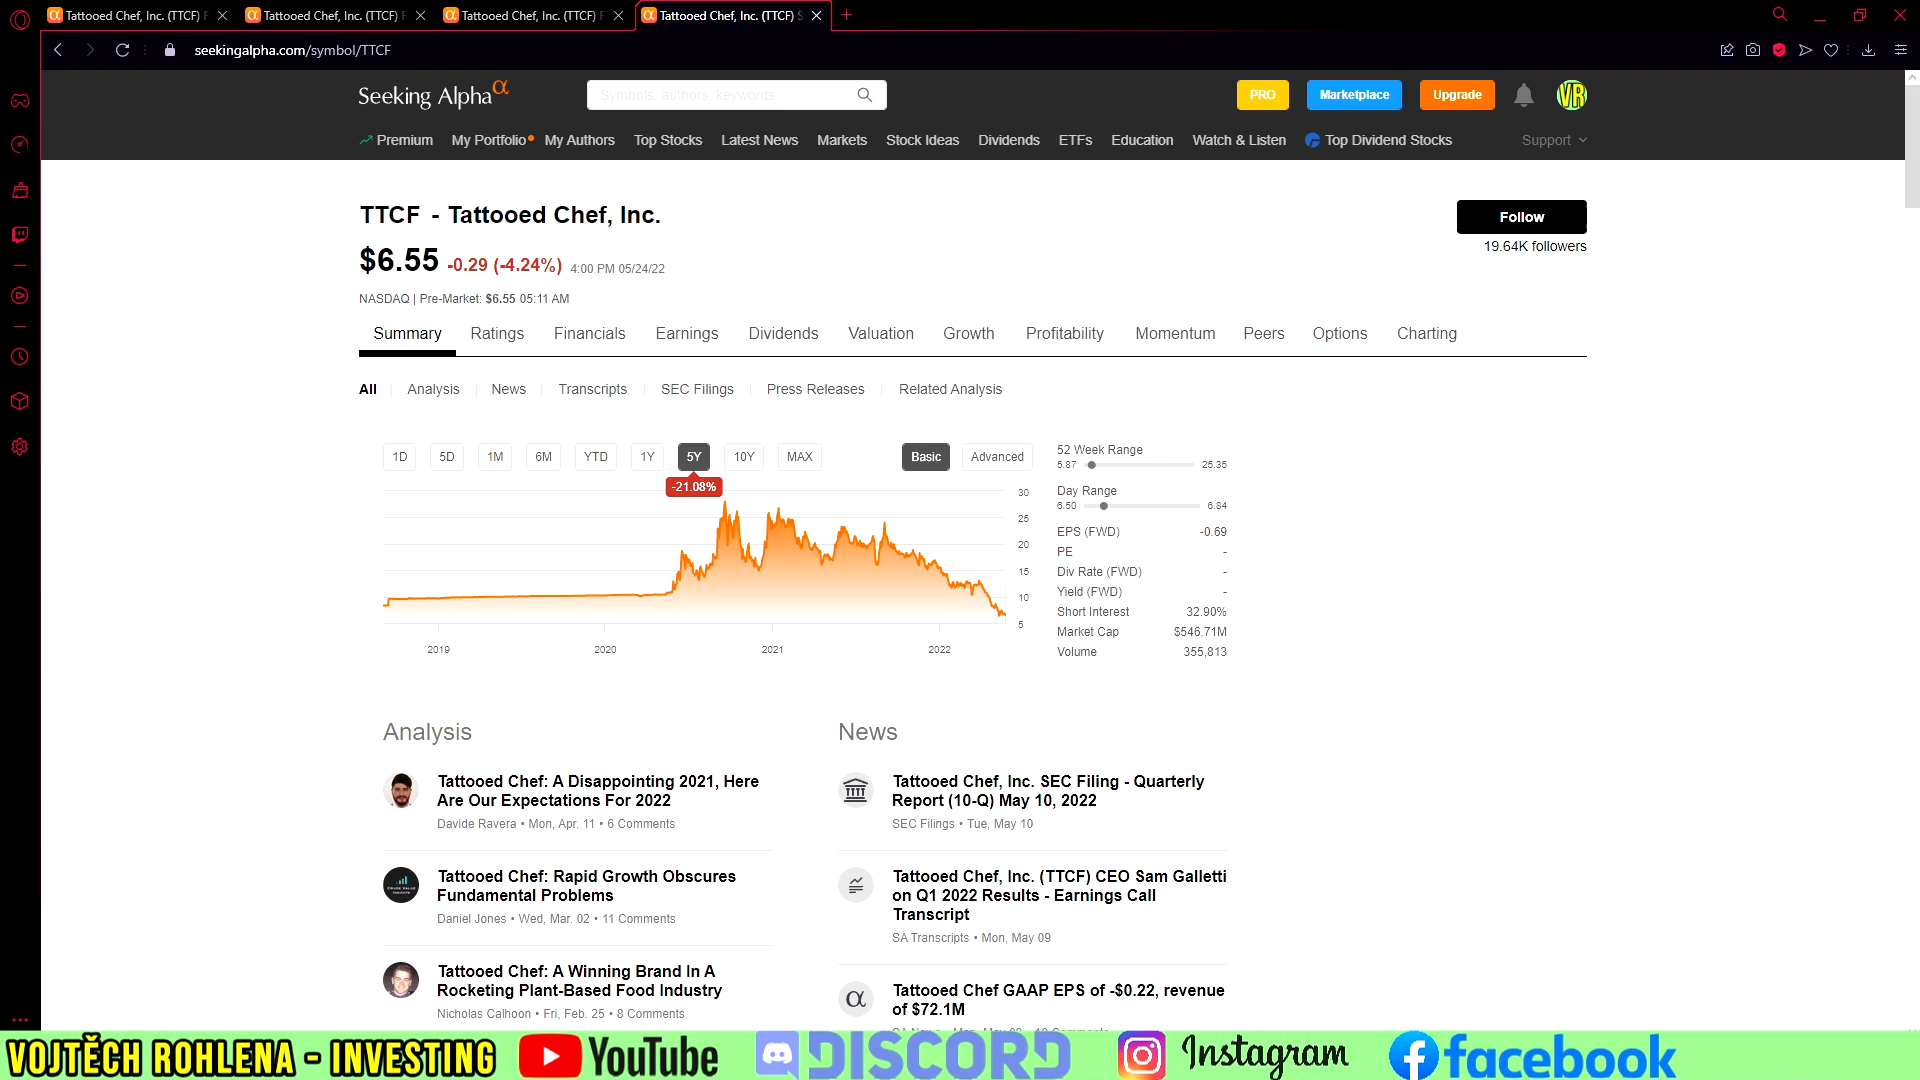 Tattooed Chef, Inc. (TTCF) F
Tattooed Chef, Inc. (TTCF) F
Tattooed Chef, Inc. (TTCF) F
Tattooed Chef, Inc. (TTCF) S
seekingalpha.com/symbol/TTCF
Seeking Alpha α
Symbols, authors, keywords
PRO
Marketplace
Upgrade
VR
Premium My Portfolio My Authors Top Stocks Latest News Markets Stock Ideas Dividends ETFs Education Watch & Listen Top Dividend Stocks Support
TTCF - Tattooed Chef, Inc.
Follow
19.64K followers
$6.55 -0.29 (-4.24%) 4:00 PM 05/24/22
NASDAQ | Pre-Market: $6.55 05:11 AM
Summary Ratings Financials Earnings Dividends Valuation Growth Profitability Momentum Peers Options Charting
All Analysis News Transcripts SEC Filings Press Releases Related Analysis
1D 5D 1M 6M YTD 1Y 5Y 10Y MAX Basic Advanced
-21.08%
30
25
20
15
10
5
2019 2020 2021 2022
52 Week Range
5.87 25.35
Day Range
6.50 6.84
EPS (FWD) -0.69
PE -
Div Rate (FWD) -
Yield (FWD) -
Short Interest 32.90%
Market Cap $546.71M
Volume 355,813
Analysis
Tattooed Chef: A Disappointing 2021, Here
Are Our Expectations For 2022
Davide Ravera • Mon, Apr. 11 • 6 Comments
Tattooed Chef: Rapid Growth Obscures
Fundamental Problems
Daniel Jones • Wed, Mar. 02 • 11 Comments
Tattooed Chef: A Winning Brand In A
Rocketing Plant-Based Food Industry
Nicholas Calhoon • Fri, Feb. 25 • 8 Comments
News
Tattooed Chef, Inc. SEC Filing - Quarterly
Report (10-Q) May 10, 2022
SEC Filings • Tue, May 10
Tattooed Chef, Inc. (TTCF) CEO Sam Galletti
on Q1 2022 Results - Earnings Call
Transcript
SA Transcripts • Mon, May 09
α
Tattooed Chef GAAP EPS of -$0.22, revenue
of $72.1M
VOJTĚCH ROHLENA - INVESTING YouTube DISCORD Instagram facebook